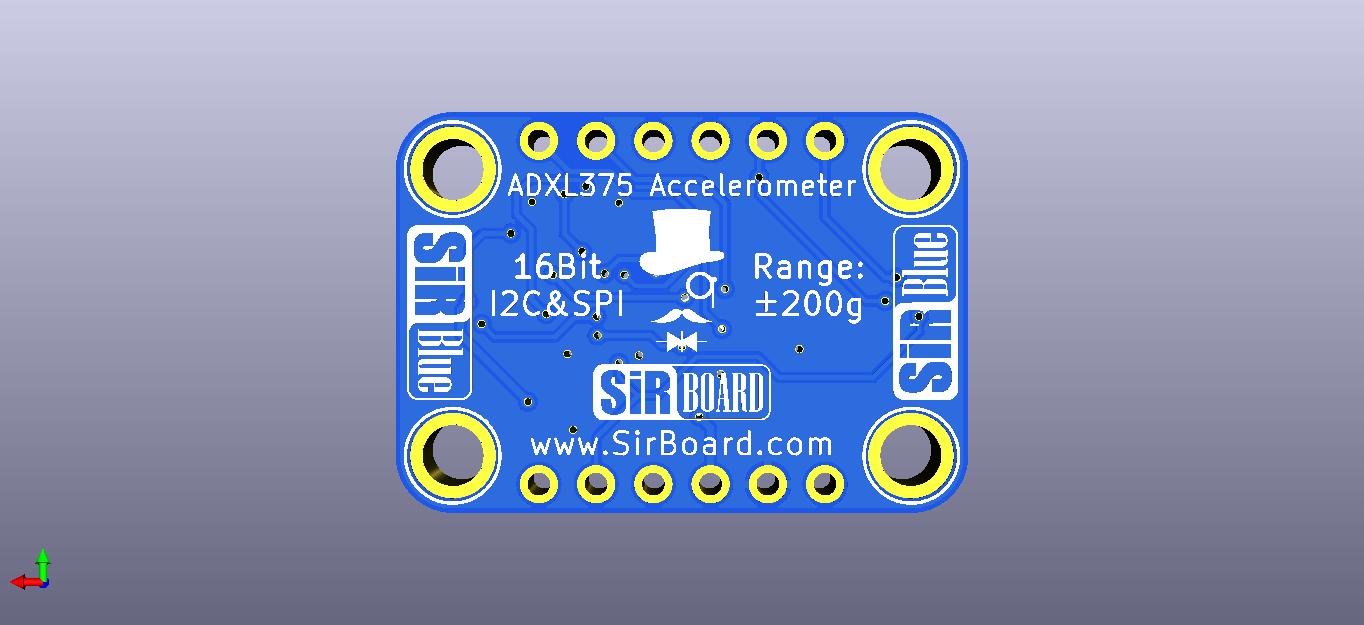 ADXL375 Accelerometer
16Bit
I2C&SPI
Range:
±200g
SiR Blue
SiR Blue
SiR BOARD
www.SirBoard.com